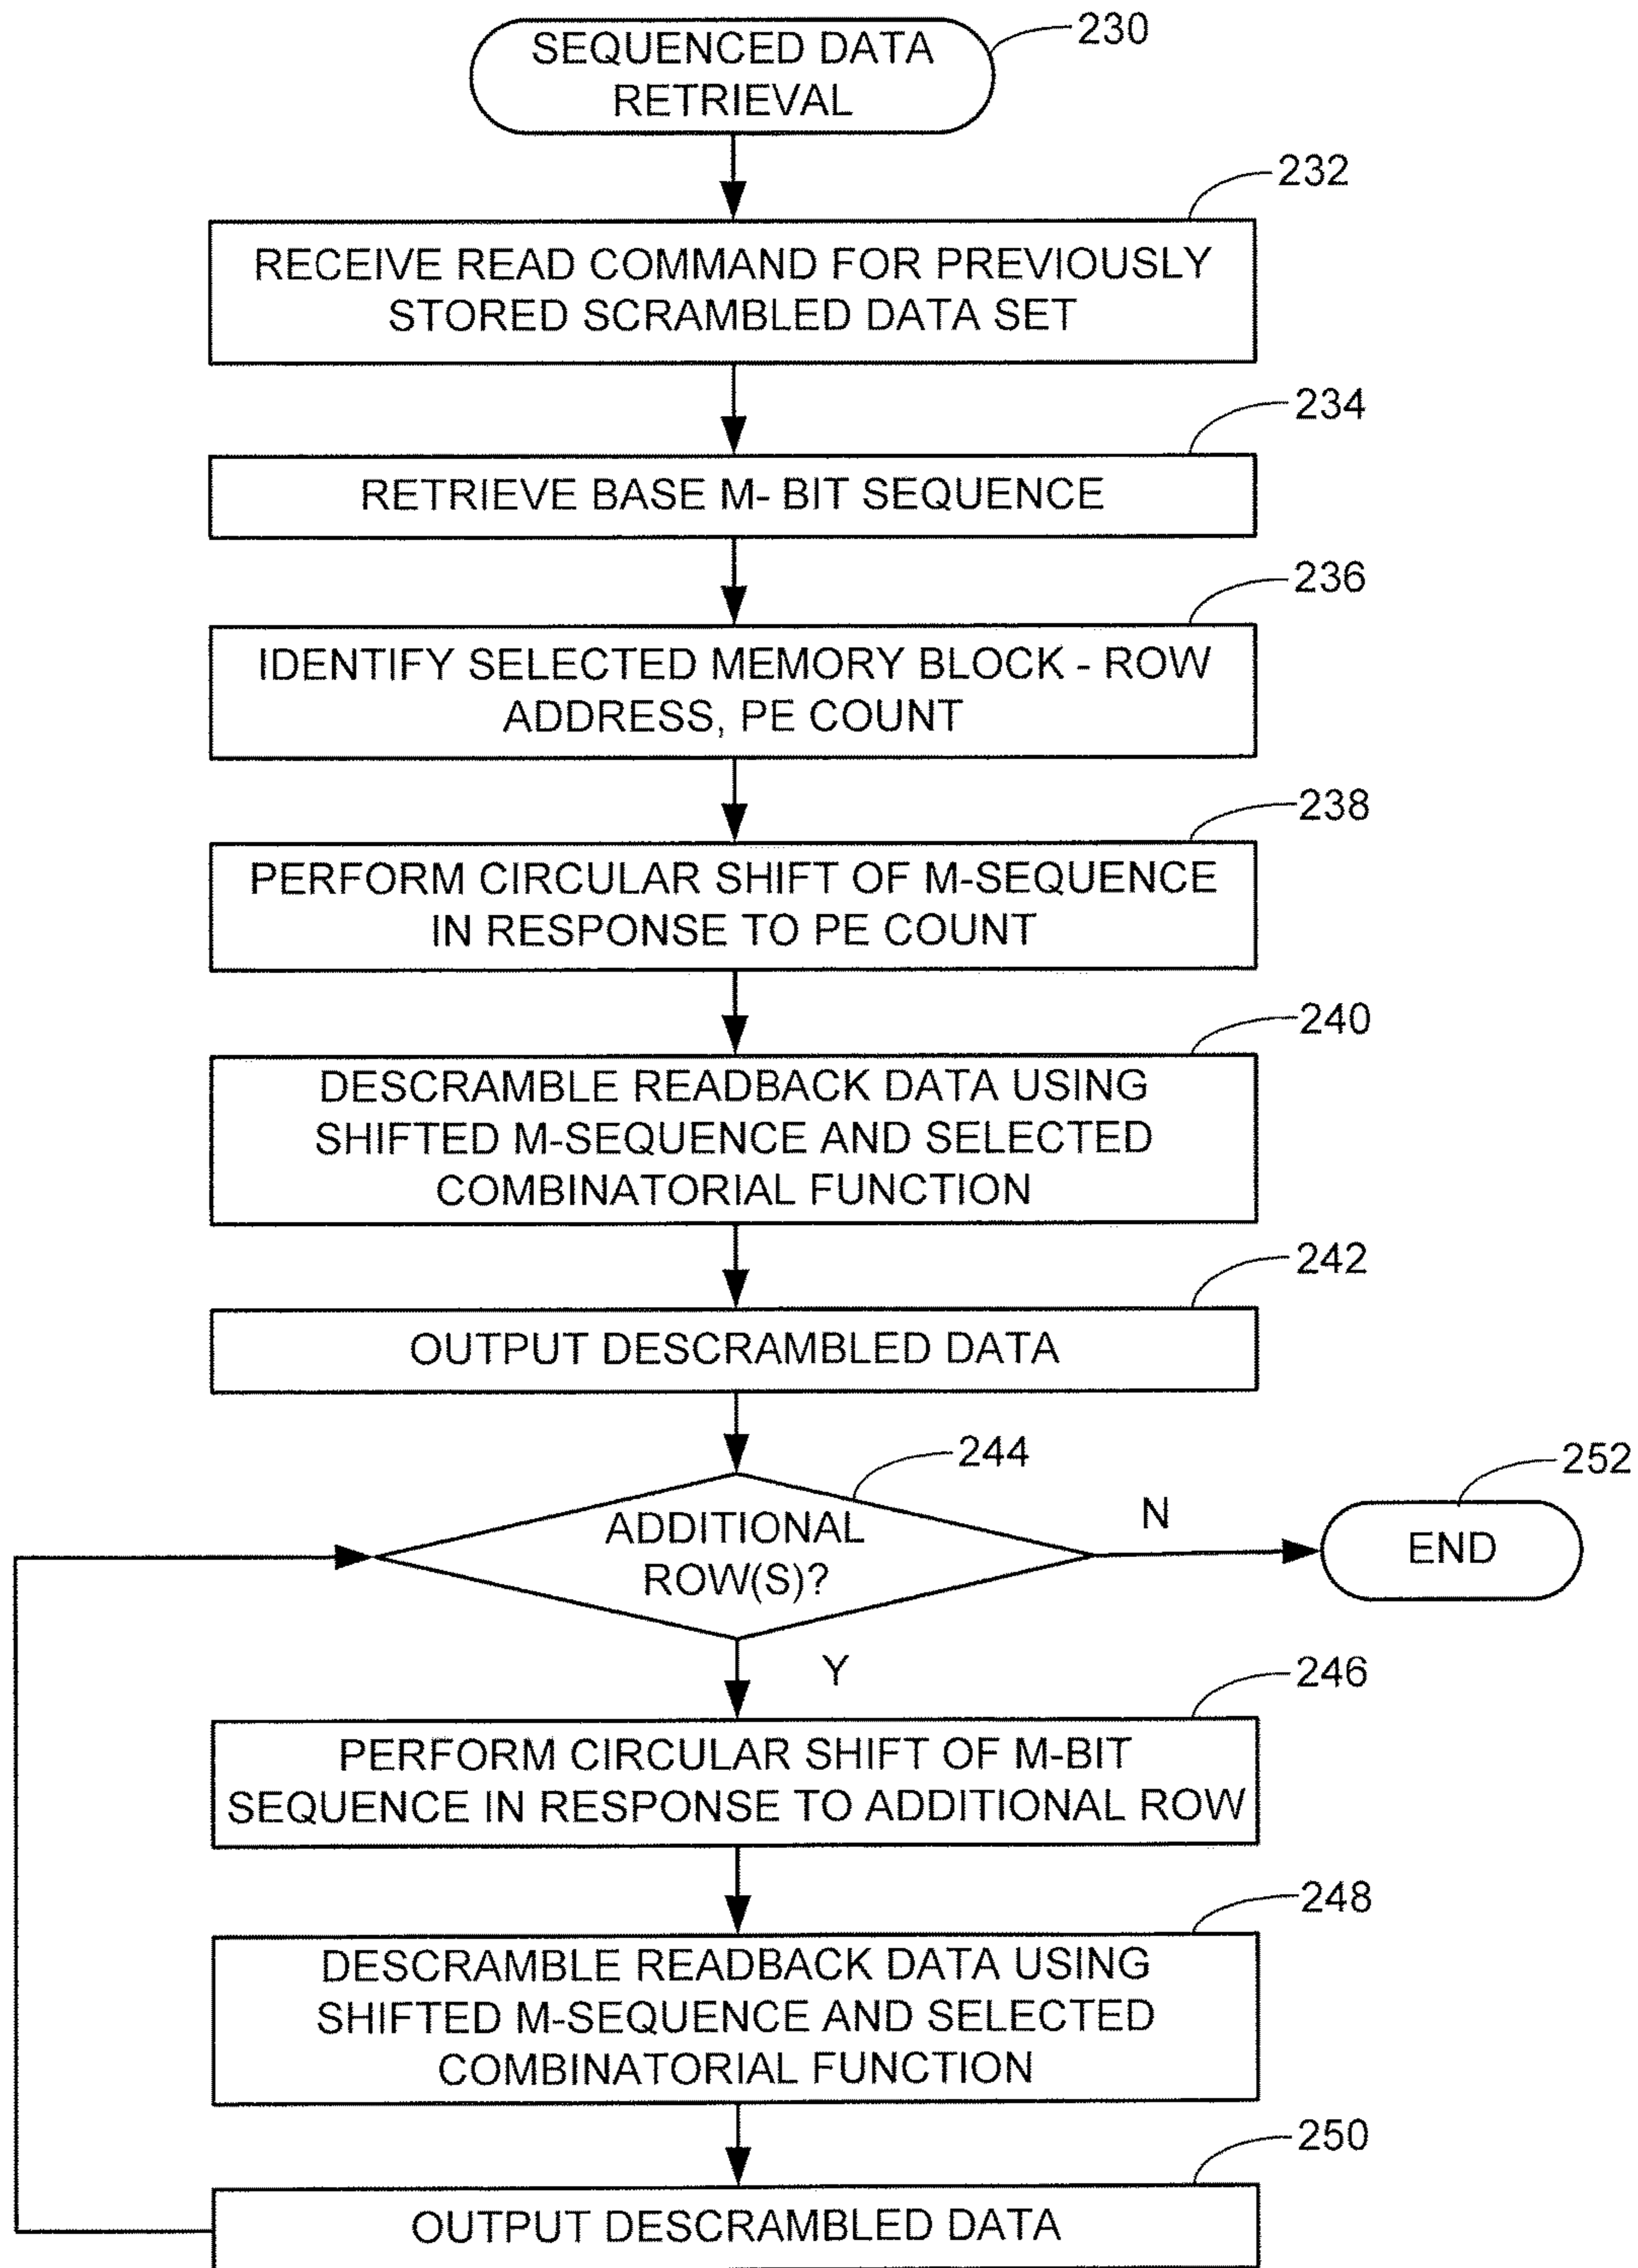 SEQUENCED DATA
RETRIEVAL
230
232
RECEIVE READ COMMAND FOR PREVIOUSLY
STORED SCRAMBLED DATA SET
234
RETRIEVE BASE M- BIT SEQUENCE
236
IDENTIFY SELECTED MEMORY BLOCK - ROW
ADDRESS, PE COUNT
238
PERFORM CIRCULAR SHIFT OF M-SEQUENCE
IN RESPONSE TO PE COUNT
240
DESCRAMBLE READBACK DATA USING
SHIFTED M-SEQUENCE AND SELECTED
COMBINATORIAL FUNCTION
242
OUTPUT DESCRAMBLED DATA
244
ADDITIONAL
ROW(S)?
N
252
END
Y
246
PERFORM CIRCULAR SHIFT OF M-BIT
SEQUENCE IN RESPONSE TO ADDITIONAL ROW
248
DESCRAMBLE READBACK DATA USING
SHIFTED M-SEQUENCE AND SELECTED
COMBINATORIAL FUNCTION
250
OUTPUT DESCRAMBLED DATA